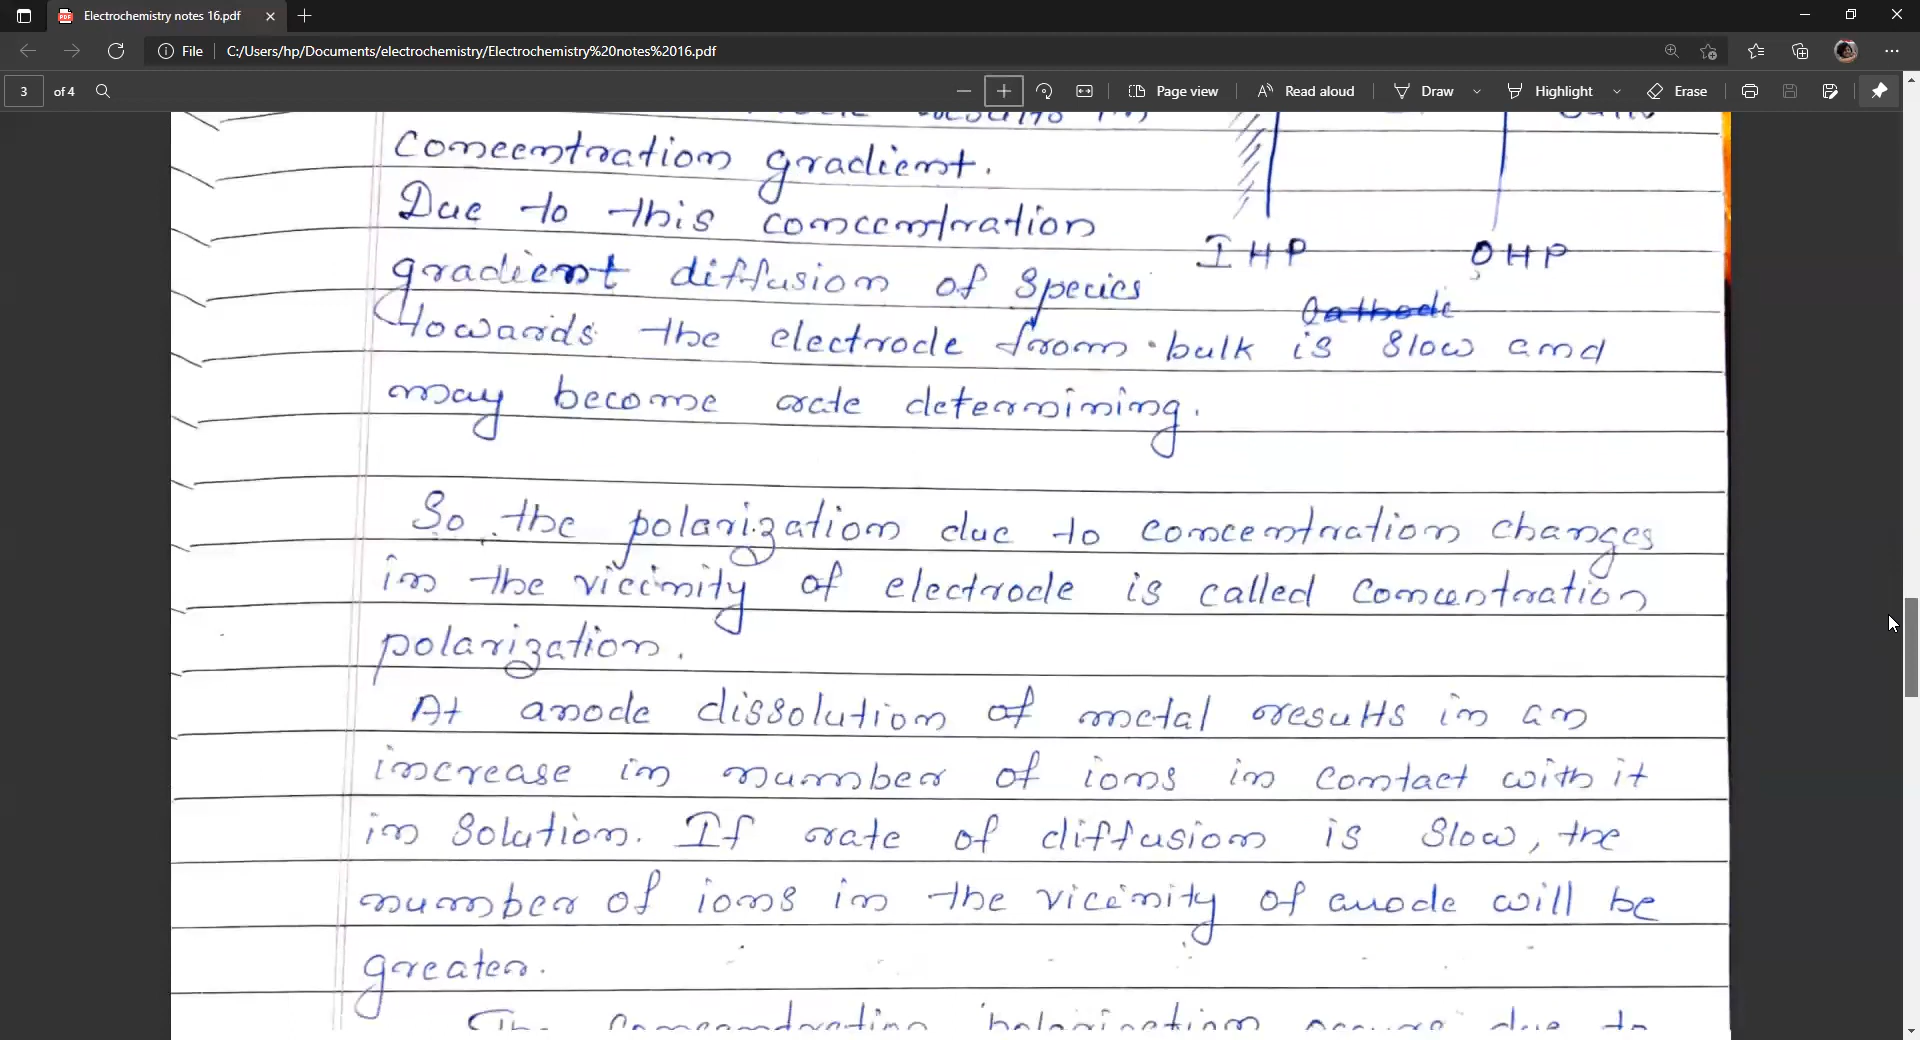 Electrochemistry notes 16.pdf
File
C:/Users/hp/Documents/electrochemistry/Electrochemistry%20notes%2016.pdf
3 of 4
Page view
Read aloud
Draw
Highlight
Erase
Concentration gradient.
Due to this concentration
IHP OHP
gradient diffusion of species
Cathode
towards the electrode from bulk is slow and
may become rate determining.
So the polarization due to concentration changes
in the vicinity of electrode is called concentration
polarization.
At anode dissolution of metal results in an
increase in number of ions in contact with it
in solution. If rate of diffusion is slow, the
number of ions in the vicinity of anode will be
greater.